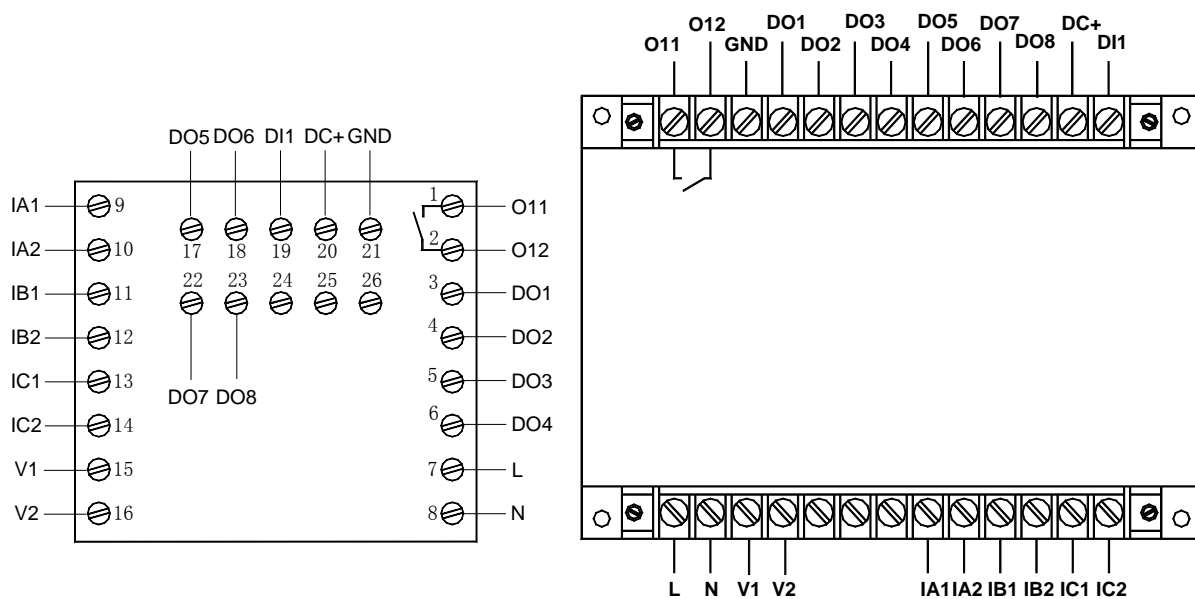 DO5 DO6 DI1 DC+ GND
IA1 9 1 O11
IA2 10 17 18 19 20 21 2 O12
IB1 11 22 23 24 25 26 3 DO1
IB2 12 4 DO2
IC1 13 DO7 DO8 5 DO3
IC2 14 6 DO4
V1 15 7 L
V2 16 8 N
O11 O12 GND DO1 DO2 DO3 DO4 DO5 DO6 DO7 DO8 DC+ DI1
L N V1 V2 IA1 IA2 IB1 IB2 IC1 IC2